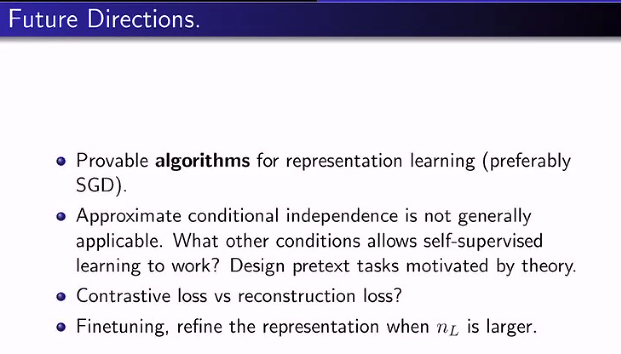 Future Directions.
Provable algorithms for representation learning (preferably
SGD).
Approximate conditional independence is not generally
applicable. What other conditions allows self-supervised
learning to work? Design pretext tasks motivated by theory.
Contrastive loss vs reconstruction loss?
Finetuning, refine the representation when n_L is larger.